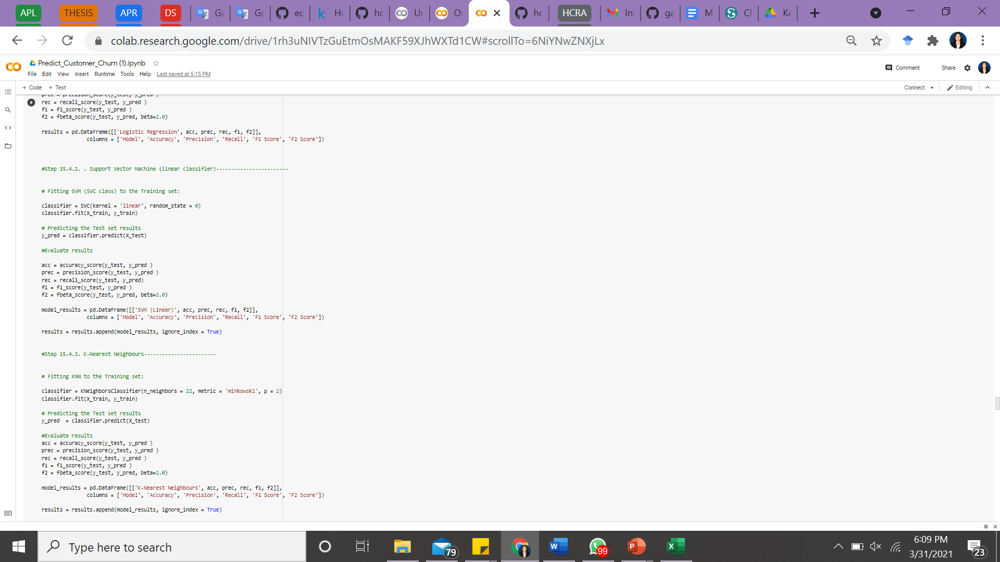 APL
THESIS
APR
DS
Gc
Gc
ec
Hc
hc
Ur
Or
hc
HCRA
In
ga
M
Cl
Ke
colab.research.google.com/drive/1rh3uNIVTzGuEtmOsMAKF59XJhWXTd1CW#scrollTo=6NiYNwZNXjLx
Predict_Customer_Churn (1).ipynb
File Edit View Insert Runtime Tools Help Last saved at 5:15 PM
Comment Share
+ Code + Text
Connect Editing
prec = precision_score(y_test, y_pred )
rec = recall_score(y_test, y_pred )
f1 = f1_score(y_test, y_pred )
f2 = fbeta_score(y_test, y_pred, beta=2.0)
results = pd.DataFrame([['Logistic Regression', acc, prec, rec, f1, f2]],
columns = ['Model', 'Accuracy', 'Precision', 'Recall', 'F1 Score', 'F2 Score'])
#Step 15.4.2. . Support Vector Machine (linear classifier)------------------------
# Fitting SVM (SVC class) to the Training set:
classifier = SVC(kernel = 'linear', random_state = 0)
classifier.fit(X_train, y_train)
# Predicting the Test set results
y_pred = classifier.predict(X_test)
#Evaluate results
acc = accuracy_score(y_test, y_pred )
prec = precision_score(y_test, y_pred )
rec = recall_score(y_test, y_pred)
f1 = f1_score(y_test, y_pred )
f2 = fbeta_score(y_test, y_pred, beta=2.0)
model_results = pd.DataFrame([['SVM (Linear)', acc, prec, rec, f1, f2]],
columns = ['Model', 'Accuracy', 'Precision', 'Recall', 'F1 Score', 'F2 Score'])
results = results.append(model_results, ignore_index = True)
#Step 15.4.3. K-Nearest Neighbours------------------------
# Fitting KNN to the Training set:
classifier = KNeighborsClassifier(n_neighbors = 22, metric = 'minkowski', p = 2)
classifier.fit(X_train, y_train)
# Predicting the Test set results
y_pred  = classifier.predict(X_test)
#Evaluate results
acc = accuracy_score(y_test, y_pred )
prec = precision_score(y_test, y_pred )
rec = recall_score(y_test, y_pred )
f1 = f1_score(y_test, y_pred )
f2 = fbeta_score(y_test, y_pred, beta=2.0)
model_results = pd.DataFrame([['K-Nearest Neighbours', acc, prec, rec, f1, f2]],
columns = ['Model', 'Accuracy', 'Precision', 'Recall', 'F1 Score', 'F2 Score'])
results = results.append(model_results, ignore_index = True)
Type here to search
79
99
6:09 PM
3/31/2021
23